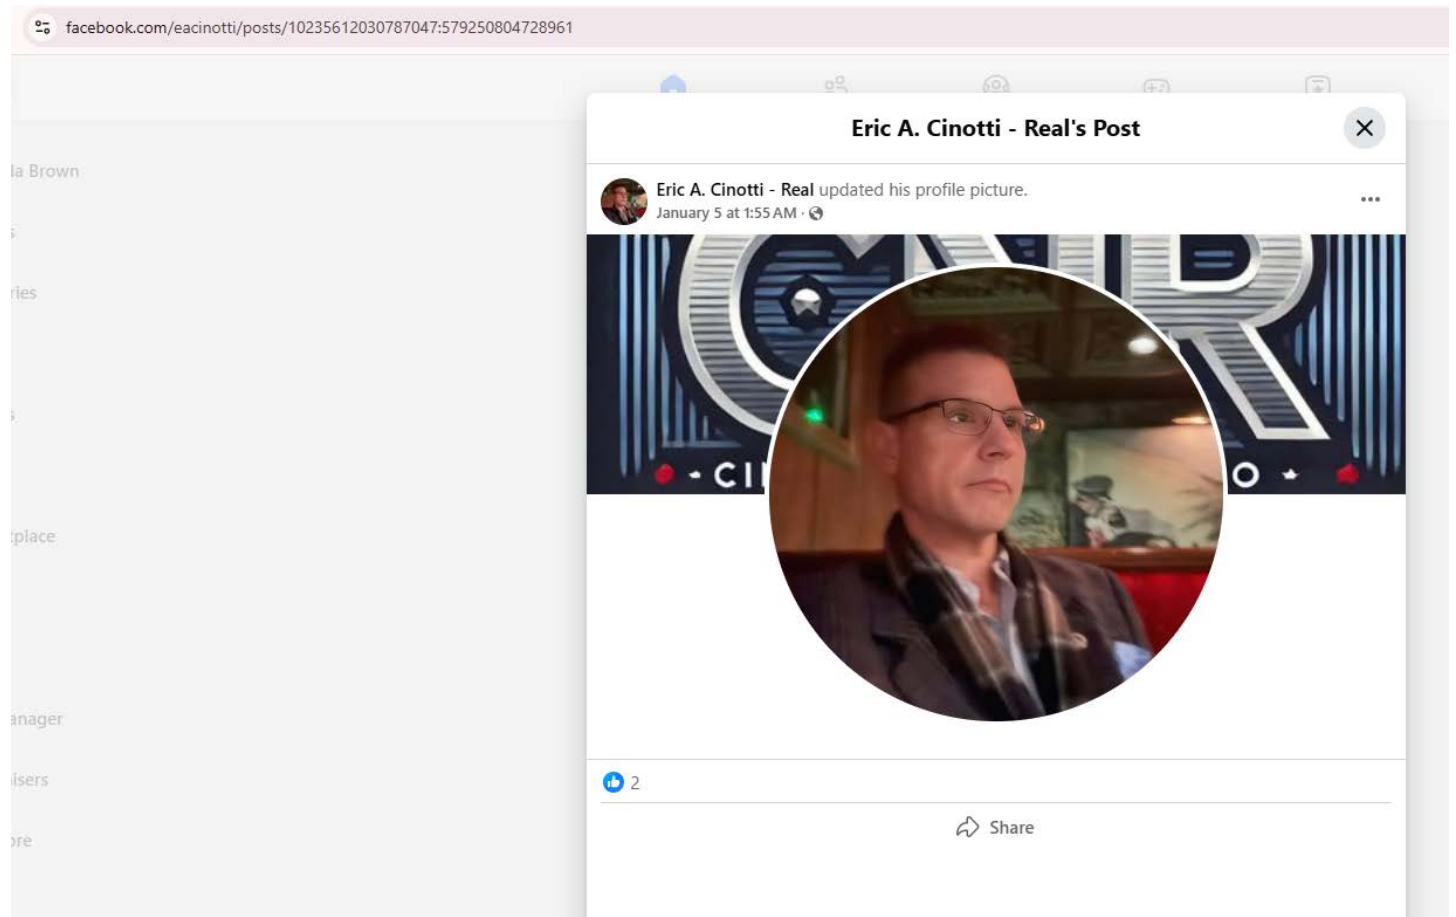 facebook.com/eacinotti/posts/10235612030787047:579250804728961
Eric A. Cinotti - Real's Post
la Brown
Eric A. Cinotti - Real updated his profile picture.
January 5 at 1:55 AM
ries
CNR
CI
O
place
anager
isers
ore
2
Share